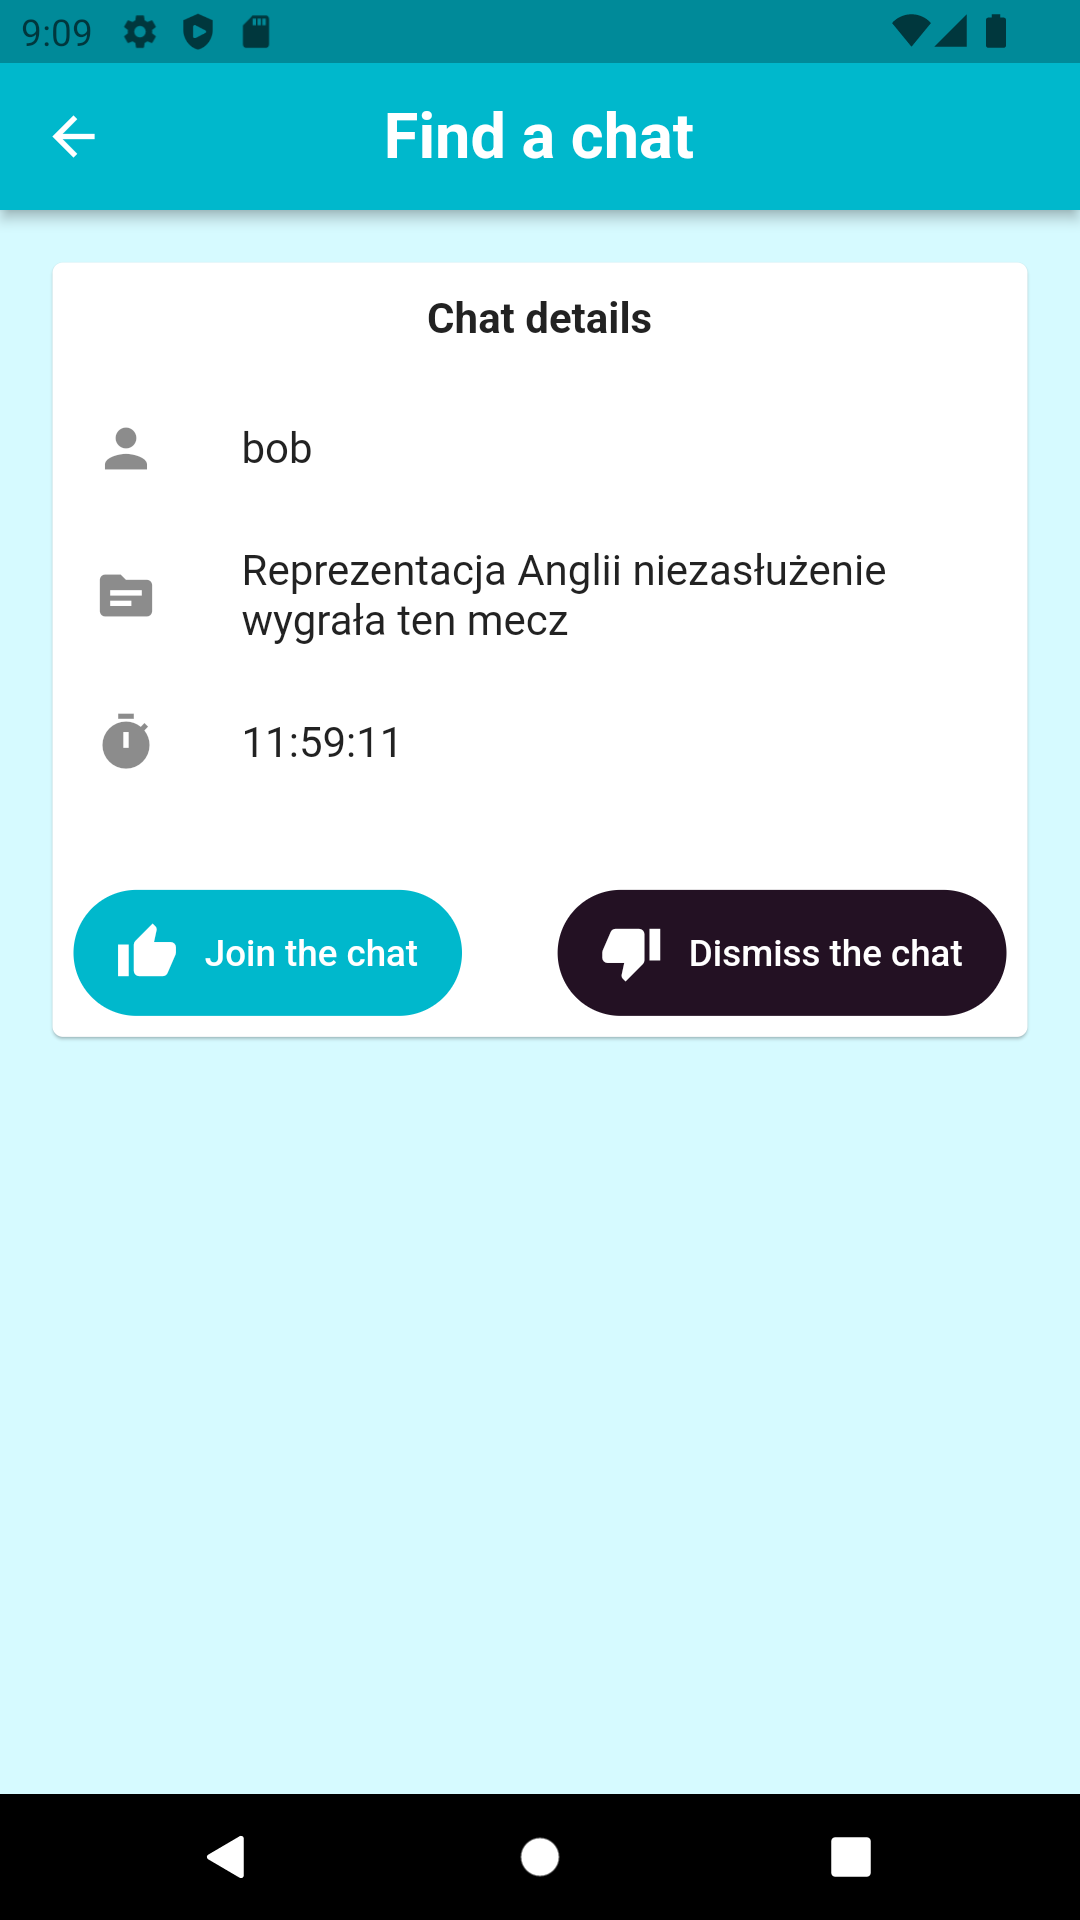 9:09
Find a chat
Chat details
bob
Reprezentacja Anglii niezasłużenie
wygrała ten mecz
11:59:11
Join the chat
Dismiss the chat